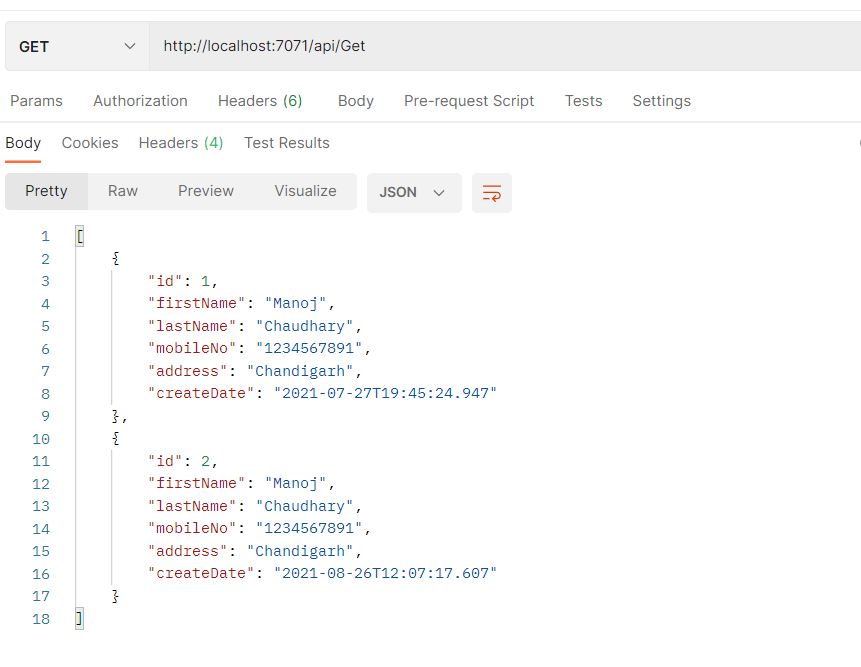 GET http://localhost:7071/api/Get
Params Authorization Headers (6) Body Pre-request Script Tests Settings
Body Cookies Headers (4) Test Results
Pretty Raw Preview Visualize JSON
1 [
2 {
3 "id": 1,
4 "firstName": "Manoj",
5 "lastName": "Chaudhary",
6 "mobileNo": "1234567891",
7 "address": "Chandigarh",
8 "createDate": "2021-07-27T19:45:24.947"
9 },
10 {
11 "id": 2,
12 "firstName": "Manoj",
13 "lastName": "Chaudhary",
14 "mobileNo": "1234567891",
15 "address": "Chandigarh",
16 "createDate": "2021-08-26T12:07:17.607"
17 }
18 ]